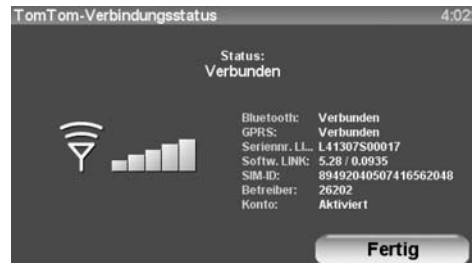 TomTom-Verbindungsstatus 4:02
Status:
Verbunden
Bluetooth: Verbunden
GPRS: Verbunden
Seriennr. LI... L41307S00017
Softw. LINK: 5.28 / 0.0935
SIM-ID: 89492040507416562048
Betreiber: 26202
Konto: Aktiviert
Fertig